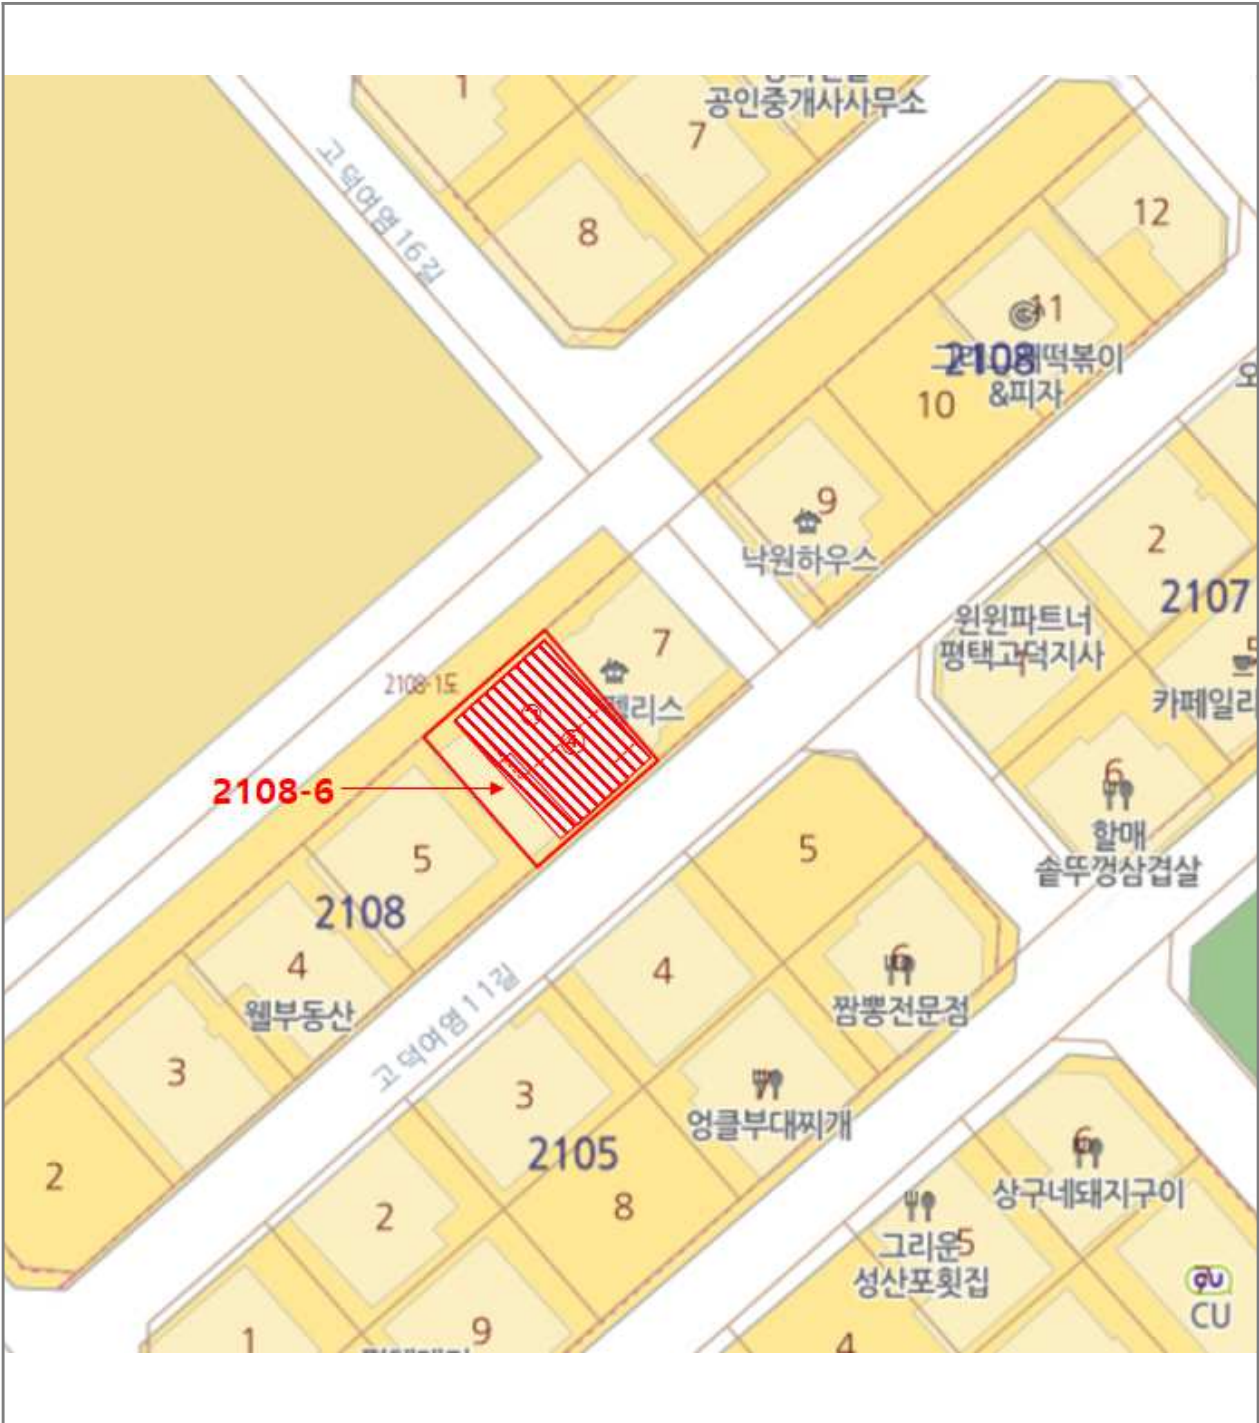 1
공인중개사사무소
7
고덕여염16길
8
12
11
2108
떡볶이
&피자
10
오
9
낙원하우스
2
2107
윈윈파트너
평택고덕지사
카페일리
7
펠리스
2108-1도
2108-6
6
할매
솥뚜껑삼겹살
5
5
2108
4
웰부동산
4
6
짬뽕전문점
고덕여염11길
3
3
7
엉클부대찌개
2105
2
2
8
6
상구네돼지구이
5
그리운
성산포횟집
CU
1
9
4